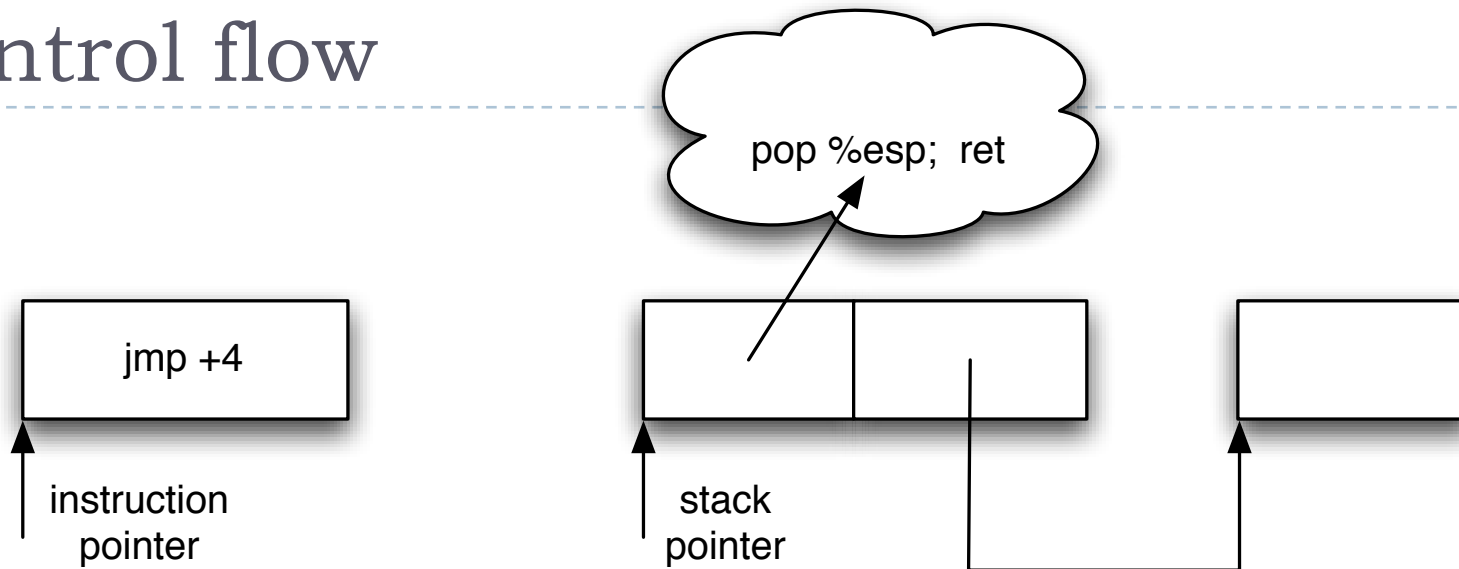 ntrol flow
pop %esp; ret
jmp +4
instruction
pointer
stack
pointer